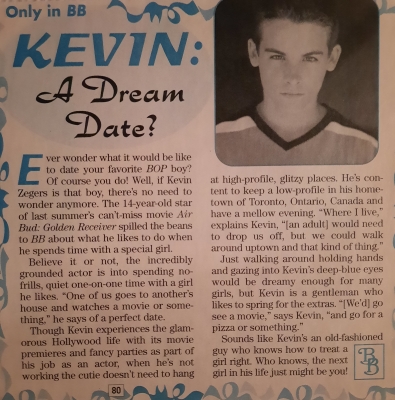 Only in BB
KEVIN:
A Dream
Date?
Ever wonder what it would be like
to date your favorite BOP boy?
Of course you do! Well, if Kevin
Zegers is that boy, there's no need to
wonder anymore. The 14-year-old star
of last summer's can't-miss movie Air
Bud: Golden Receiver spilled the beans
to BB about what he likes to do when
he spends time with a special girl.
Believe it or not, the incredibly
grounded actor is into spending no-
frills, quiet one-on-one time with a girl
he likes. "One of us goes to another's
house and watches a movie or some-
thing," he says of a perfect date.
Though Kevin experiences the glam-
orous Hollywood life with its movie
premieres and fancy parties as part of
his job as an actor, when he's not
working the cutie doesn't need to hang
at high-profile, glitzy places. He's con-
tent to keep a low-profile in his home-
town of Toronto, Ontario, Canada and
have a mellow evening. "Where I live,"
explains Kevin, "[an adult] would need
to drop us off, but we could walk
around uptown and that kind of thing."
Just walking around holding hands
and gazing into Kevin's deep-blue eyes
would be dreamy enough for many
girls, but Kevin is a gentleman who
likes to spring for the extras. "[We'd] go
see a movie," says Kevin, "and go for a
pizza or something."
Sounds like Kevin's an old-fashioned
guy who knows how to treat a
girl right. Who knows, the next
girl in his life just might be you!
BB
80